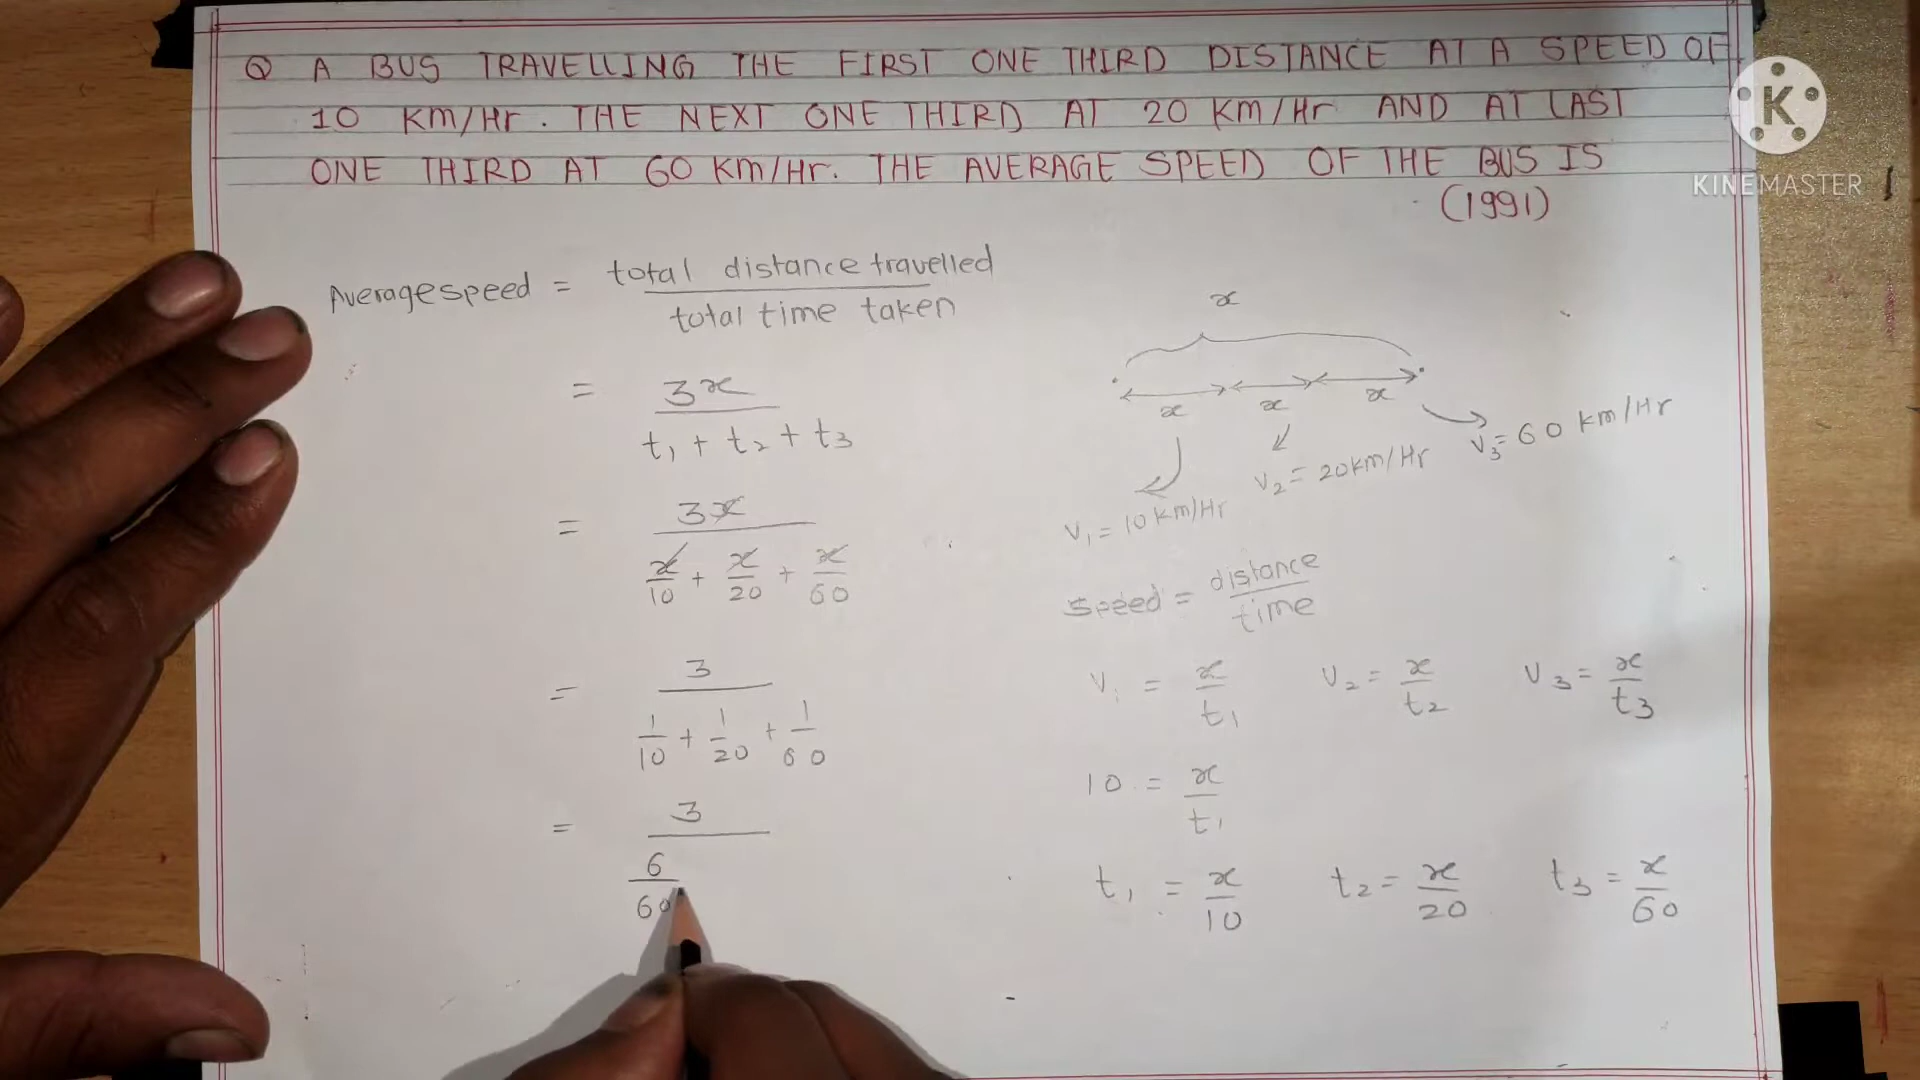 Q A BUS TRAVELLING THE FIRST ONE THIRD DISTANCE AT A SPEED OF
10 KM/Hr. THE NEXT ONE THIRD AT 20 KM/Hr AND AT LAST
ONE THIRD AT 60 KM/Hr. THE AVERAGE SPEED OF THE BUS IS
(1991)
K
KINEMASTER
Average speed = total distance travelled
total time taken
= 3x
t1 + t2 + t3
= 3x
x/10 + x/20 + x/60
= 3
1/10 + 1/20 + 1/60
= 3
6
60
x
x x x
V1 = 10 km/Hr
V2 = 20km/Hr
V3 = 60 km/Hr
speed = distance
time
V1 = x/t1 V2 = x/t2 V3 = x/t3
10 = x/t1
t1 = x/10 t2 = x/20 t3 = x/60